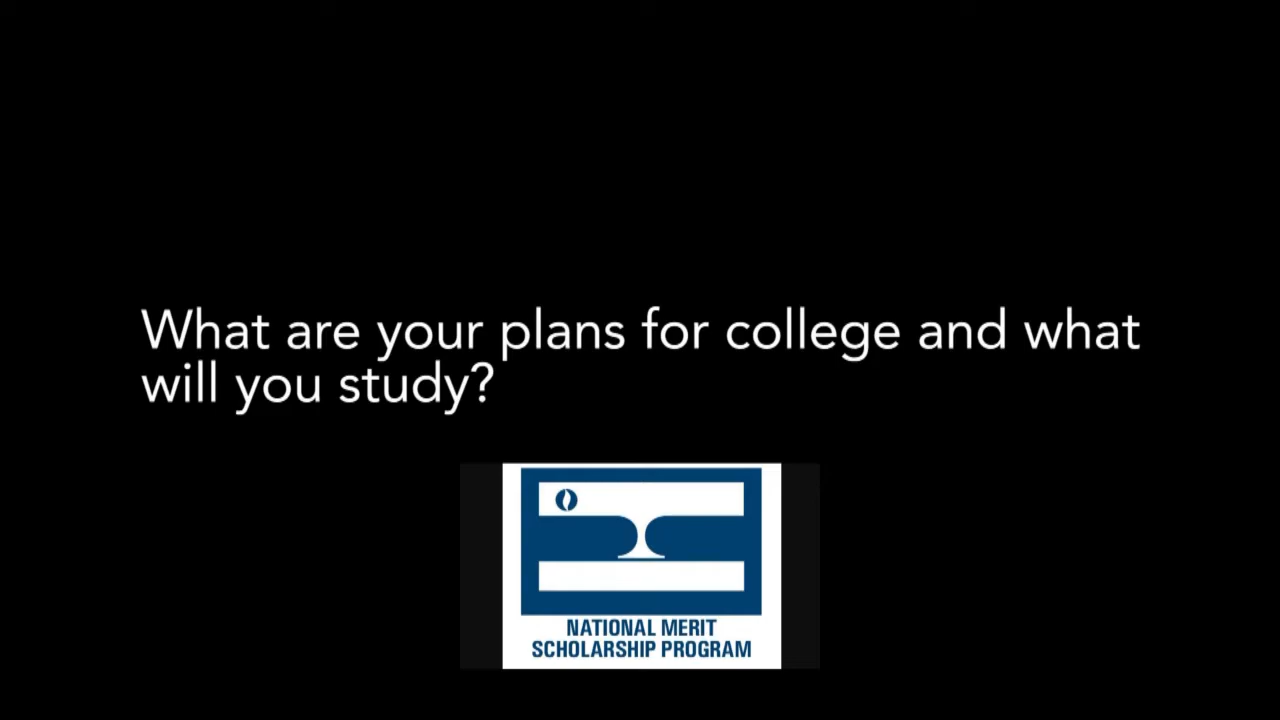 What are your plans for college and what
will you study?
NATIONAL MERIT
SCHOLARSHIP PROGRAM